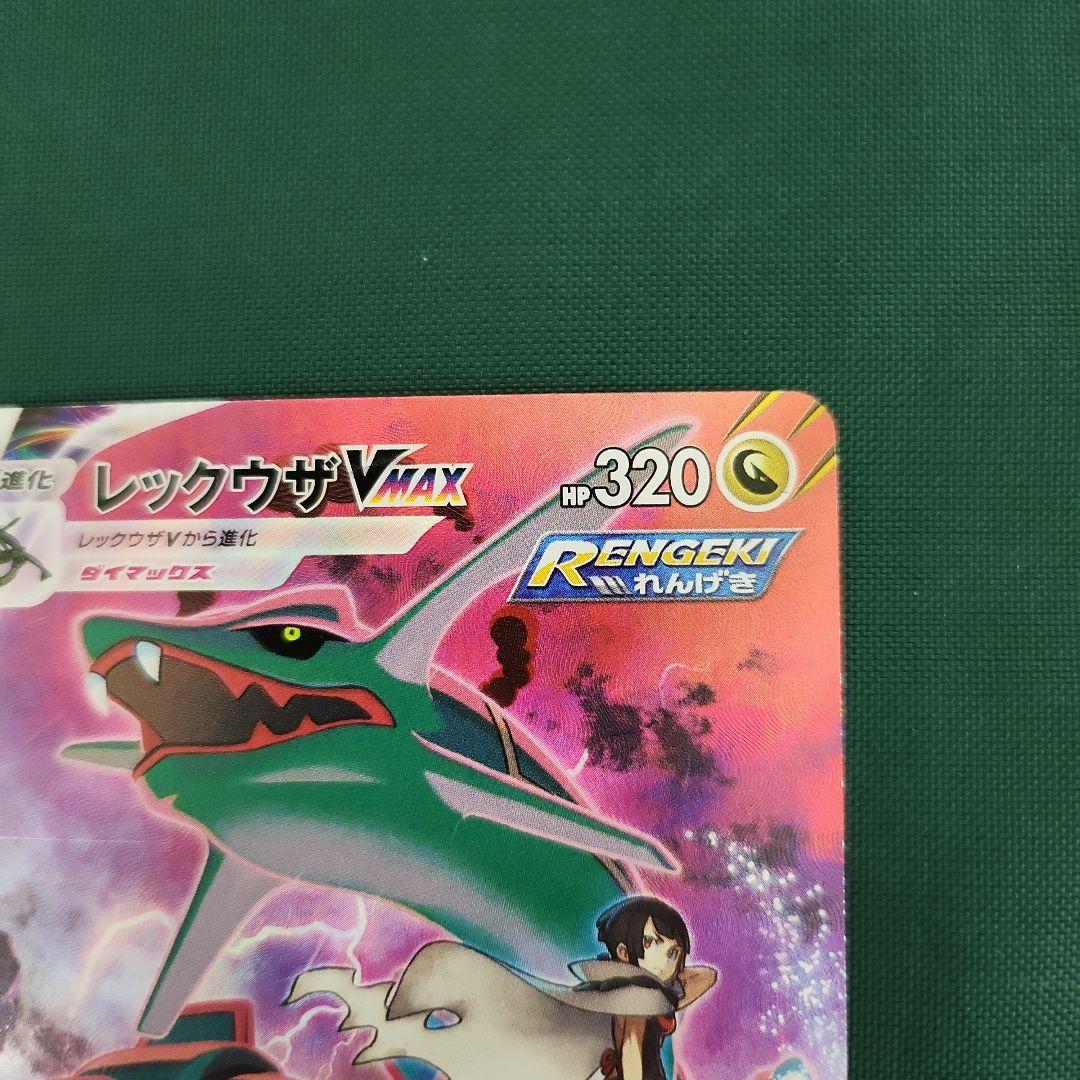 進化
レックウザVMAX
HP320
レックウザVから進化
ダイマックス
RENGEKI
れんげき